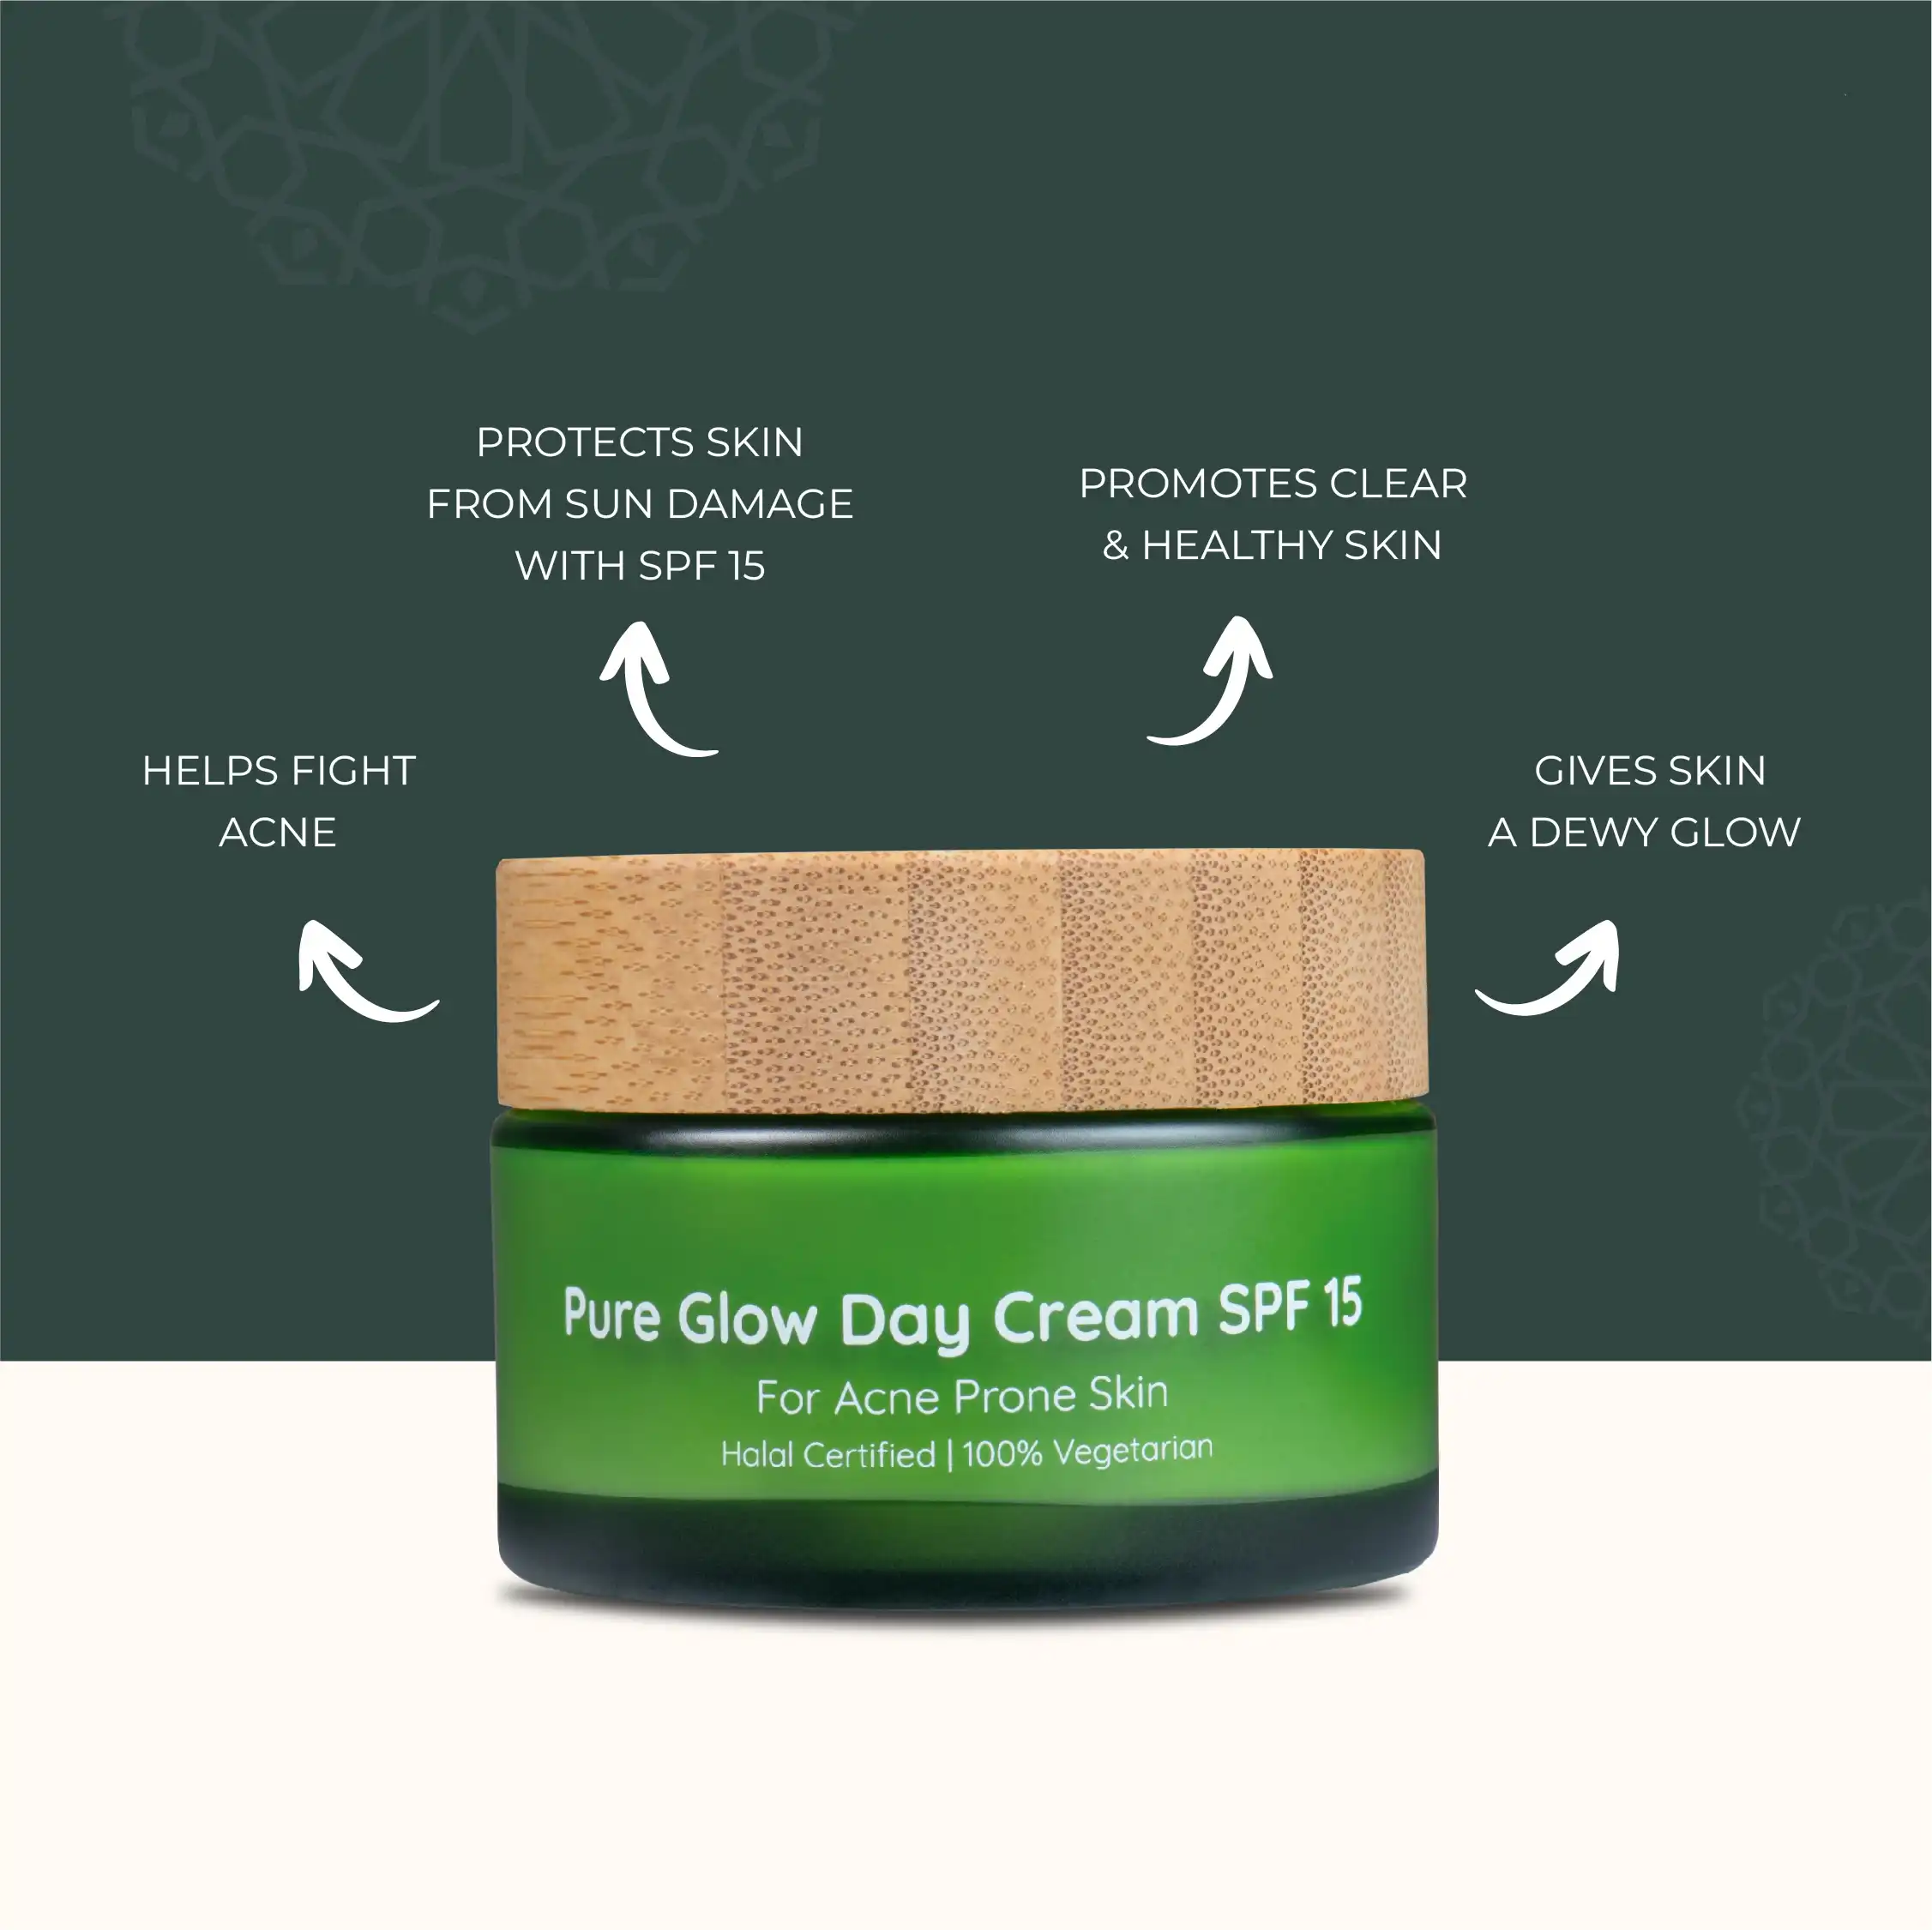 PROTECTS SKIN
FROM SUN DAMAGE
WITH SPF 15
PROMOTES CLEAR
& HEALTHY SKIN
HELPS FIGHT
ACNE
GIVES SKIN
A DEWY GLOW
Pure Glow Day Cream SPF 15
For Acne Prone Skin
Halal Certified | 100% Vegetarian